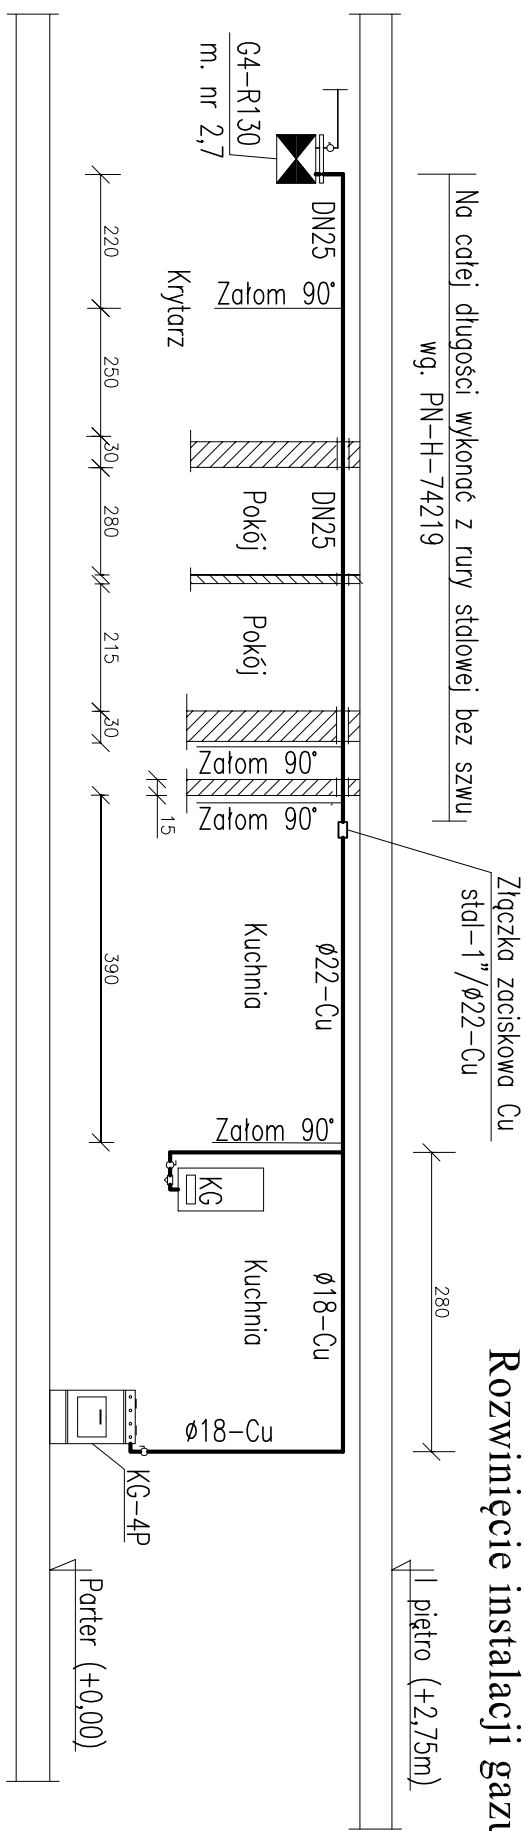 Rozwinięcie instalacji gazu
Na całej długości wykonać z rury stalowej bez szwu
wg. PN-H-74219
Złączka zaciskowa Cu
stal-1"/ø22-Cu
280
I piętro (+2,75m)
G4-R130
m. nr 2,7
DN25
Załom 90°
Krytarz
DN25
Pokój
Pokój
Załom 90°
Załom 90°
ø22-Cu
Kuchnia
Załom 90°
KG
ø18-Cu
Kuchnia
ø18-Cu
KG-4P
Parter (+0,00)
220
250
30
280
215
30
15
390